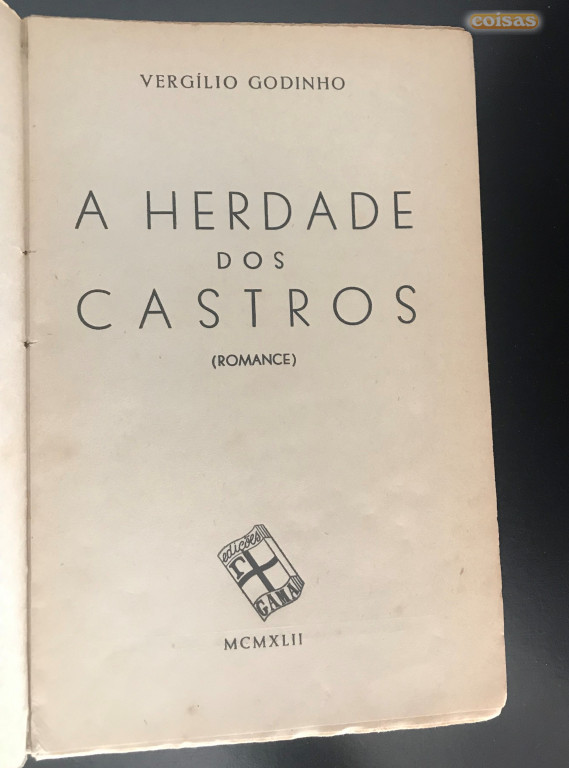 coisas
VERGÍLIO GODINHO
A HERDADE
DOS
CASTROS
(ROMANCE)
edições
GAMA
MCMXLII